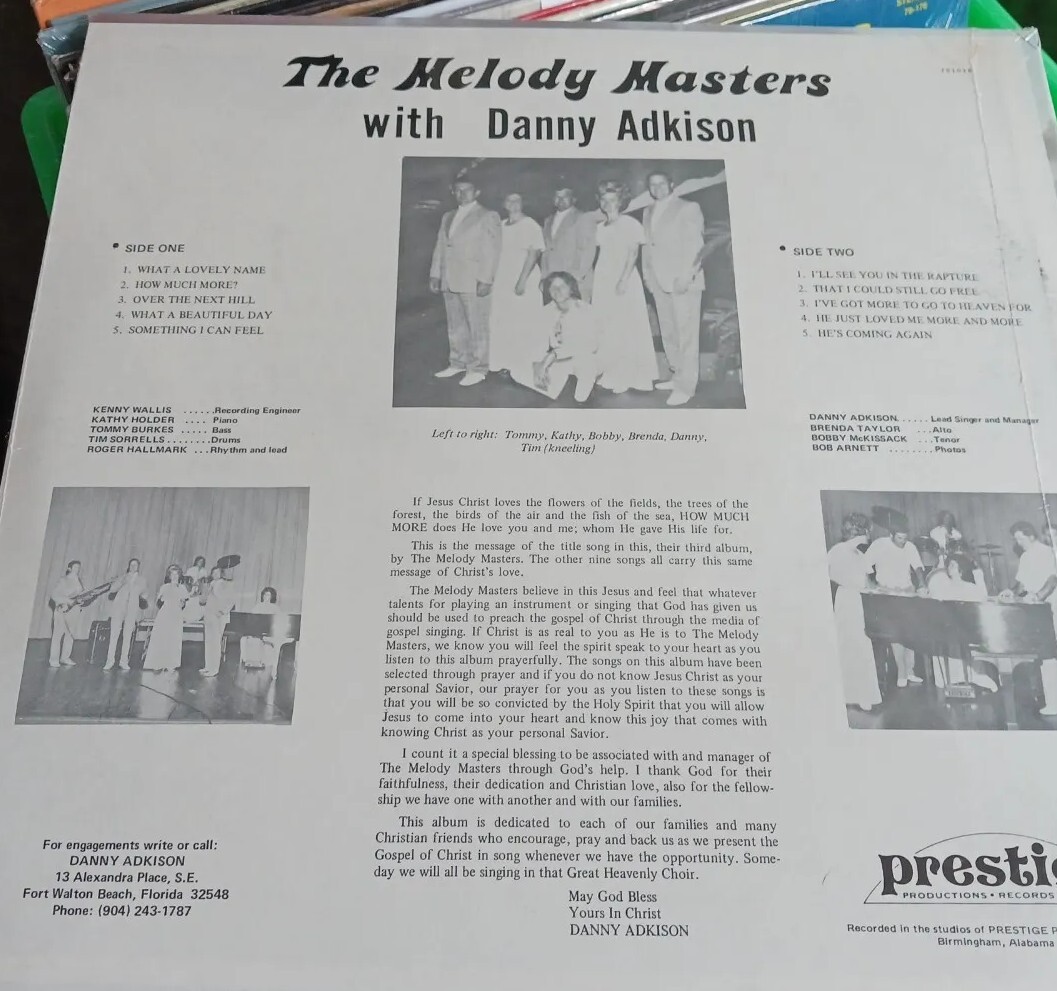 The Melody Masters
with Danny Adkison
• SIDE ONE
1. WHAT A LOVELY NAME
2. HOW MUCH MORE?
3. OVER THE NEXT HILL
4. WHAT A BEAUTIFUL DAY
5. SOMETHING I CAN FEEL
• SIDE TWO
1. I'LL SEE YOU IN THE RAPTURE
2. THAT I COULD STILL GO FREE
3. I'VE GOT MORE TO GO TO HEAVEN FOR
4. HE JUST LOVED ME MORE AND MORE
5. HE'S COMING AGAIN
KENNY WALLIS ......Recording Engineer
KATHY HOLDER .... Piano
TOMMY BURKES ..... Bass
TIM SORRELLS ........Drums
ROGER HALLMARK ...Rhythm and lead
Left to right: Tommy, Kathy, Bobby, Brenda, Danny,
Tim (kneeling)
DANNY ADKISON...... Lead Singer and Manager
BRENDA TAYLOR ...Alto
BOBBY McKISSACK ...Tenor
BOB ARNETT ........Photos
If Jesus Christ loves the flowers of the fields, the trees of the
forest, the birds of the air and the fish of the sea, HOW MUCH
MORE does He love you and me; whom He gave His life for.
This is the message of the title song in this, their third album,
by The Melody Masters. The other nine songs all carry this same
message of Christ's love.
The Melody Masters believe in this Jesus and feel that whatever
talents for playing an instrument or singing that God has given us
should be used to preach the gospel of Christ through the media of
gospel singing. If Christ is as real to you as He is to The Melody
Masters, we know you will feel the spirit speak to your heart as you
listen to this album prayerfully. The songs on this album have been
selected through prayer and if you do not know Jesus Christ as your
personal Savior, our prayer for you as you listen to these songs is
that you will be so convicted by the Holy Spirit that you will allow
Jesus to come into your heart and know this joy that comes with
knowing Christ as your personal Savior.
I count it a special blessing to be associated with and manager of
The Melody Masters through God's help. I thank God for their
faithfulness, their dedication and Christian love, also for the fellow-
ship we have one with another and with our families.
This album is dedicated to each of our families and many
Christian friends who encourage, pray and back us as we present the
Gospel of Christ in song whenever we have the opportunity. Some-
day we will all be singing in that Great Heavenly Choir.
May God Bless
Yours In Christ
DANNY ADKISON
For engagements write or call:
DANNY ADKISON
13 Alexandra Place, S.E.
Fort Walton Beach, Florida 32548
Phone: (904) 243-1787
prestig
PRODUCTIONS • RECORDS
Recorded in the studios of PRESTIGE P
Birmingham, Alabama